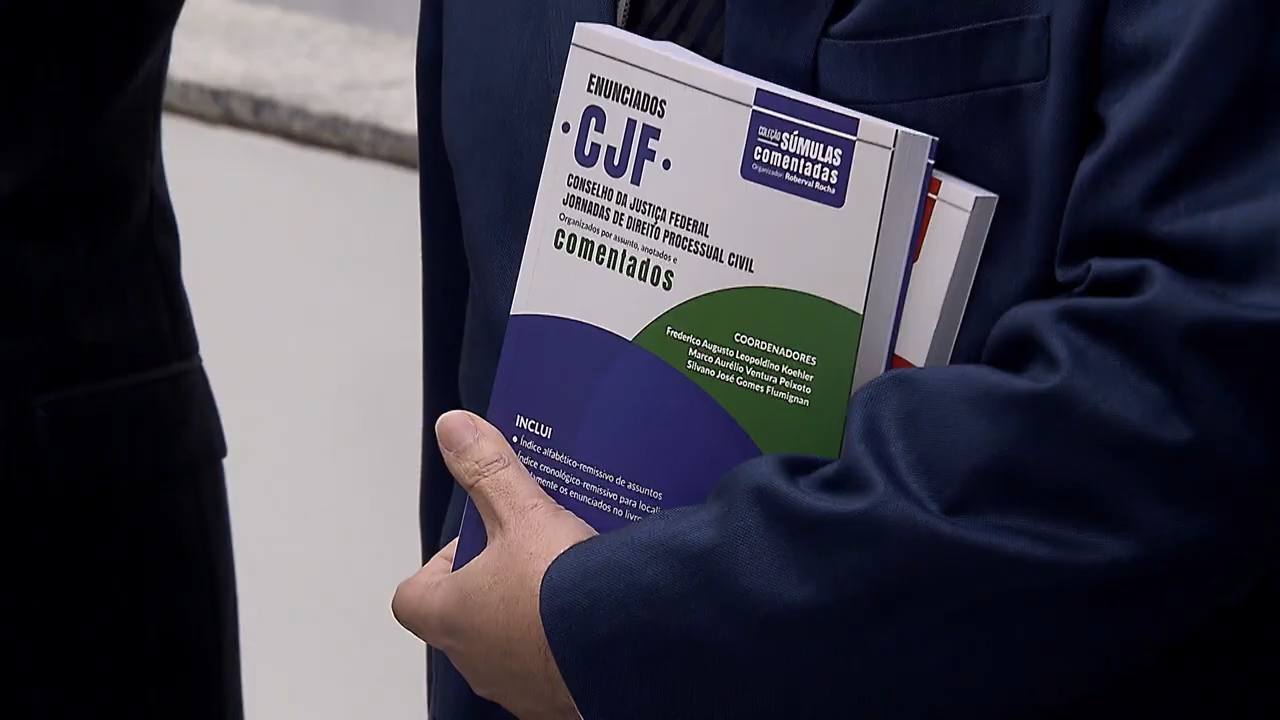 ENUNCIADOS
• CJF •
CONSELHO DA JUSTIÇA FEDERAL
JORNADAS DE DIREITO PROCESSUAL CIVIL
Organizados por assunto, anotados e
comentados
COLEÇÃO SÚMULAS
comentadas
Organizador: Roberval Rocha
COORDENADORES
Frederico Augusto Leopoldino Koehler
Marco Aurélio Ventura Peixoto
Silvano José Gomes Flumignan
INCLUI
• Índice alfabético-remissivo de assuntos
Índice cronológico-remissivo para locali
damente os enunciados no livro